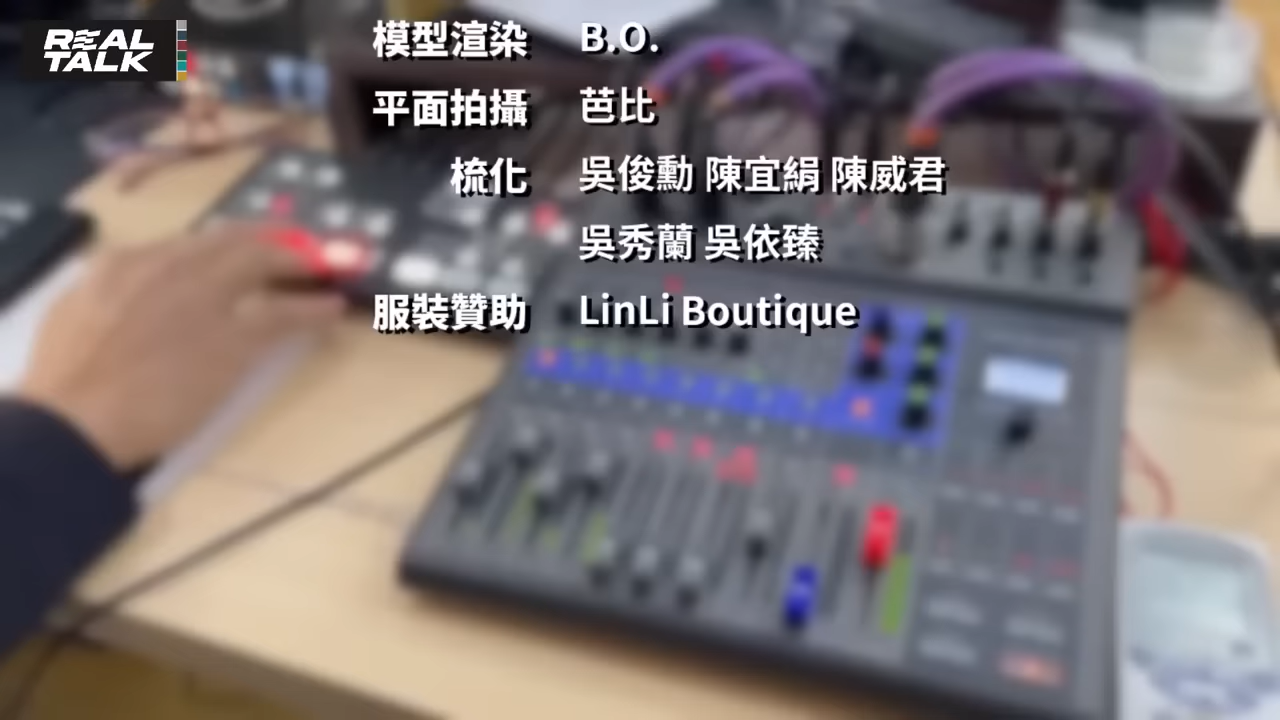 REAL
TALK
模型渲染 B.O.
平面拍攝 芭比
梳化 吳俊勳 陳宜絹 陳威君
吳秀蘭 吳依臻
服裝贊助 LinLi Boutique